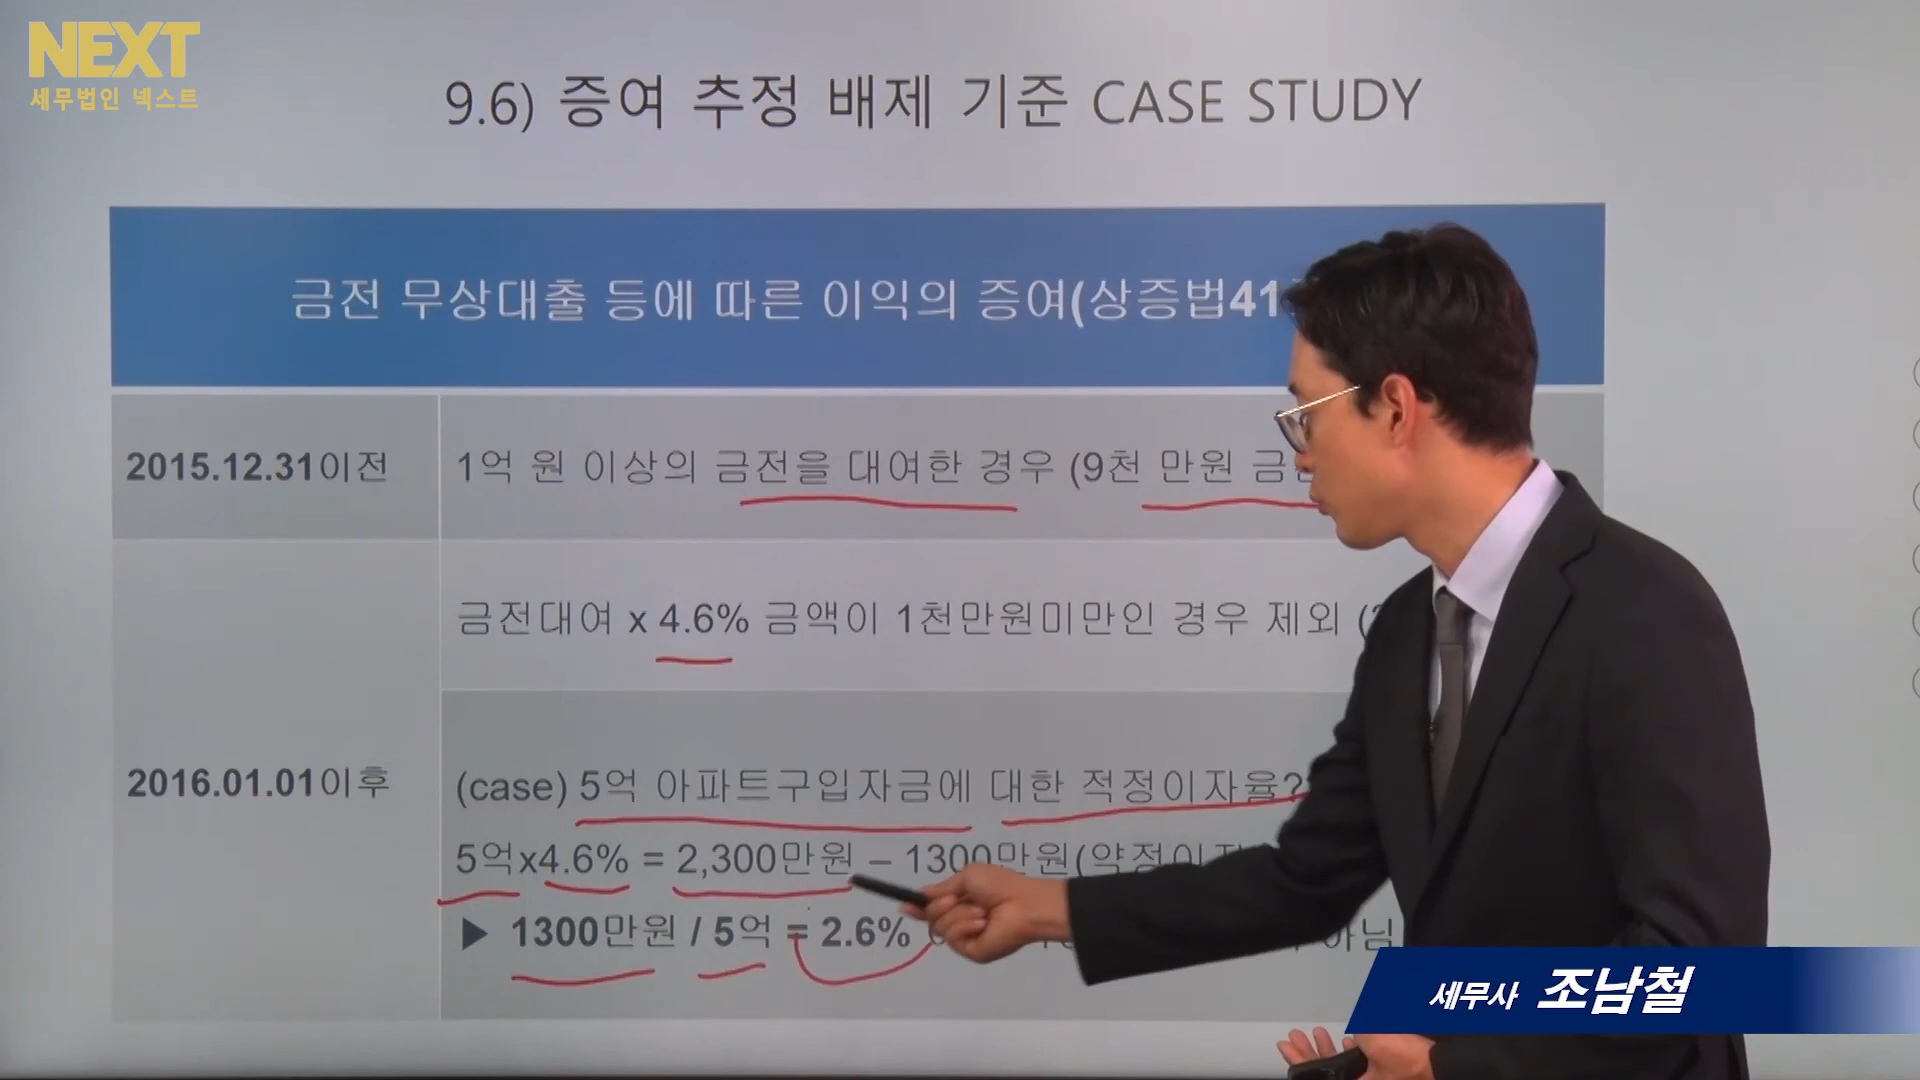 NEXT
세무법인 넥스트
9.6) 증여 추정 배제 기준 CASE STUDY
금전 무상대출 등에 따른 이익의 증여(상증법41
2015.12.31이전
1억 원 이상의 금전을 대여한 경우 (9천 만원
금전대여 x 4.6% 금액이 1천만원미만인 경우 제외
2016.01.01이후
(case) 5억 아파트구입자금에 대한 적정이자율?
5억x4.6% = 2,300만원 – 1300만원(약정이자
▶ 1300만원 / 5억 = 2.6% 아님
세무사 조남철